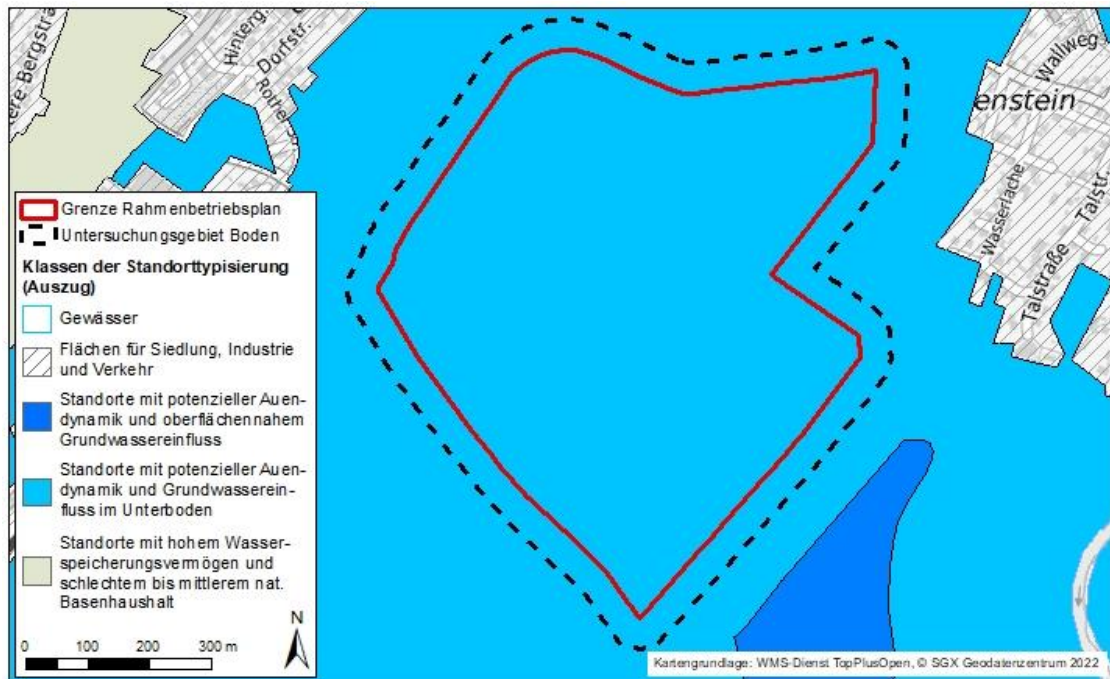 Hinterg.
Dorfstr.
Wallweg
enstein
Wasserlache
Talstr.
Talstraße
Grenze Rahmenbetriebsplan
Untersuchungsgebiet Boden
Klassen der Standorttypisierung
(Auszug)
Gewässer
Flächen für Siedlung, Industrie
und Verkehr
Standorte mit potenzieller Auen-
dynamik und oberflächennahem
Grundwassereinfluss
Standorte mit potenzieller Auen-
dynamik und Grundwasserein-
fluss im Unterboden
Standorte mit hohem Wasser-
speicherungsvermögen und
schlechtem bis mittlerem nat.
Basenhaushalt
N
0 100 200 300 m
Kartengrundlage: WMS-Dienst TopPlusOpen, © SGX Geodatenzentrum 2022